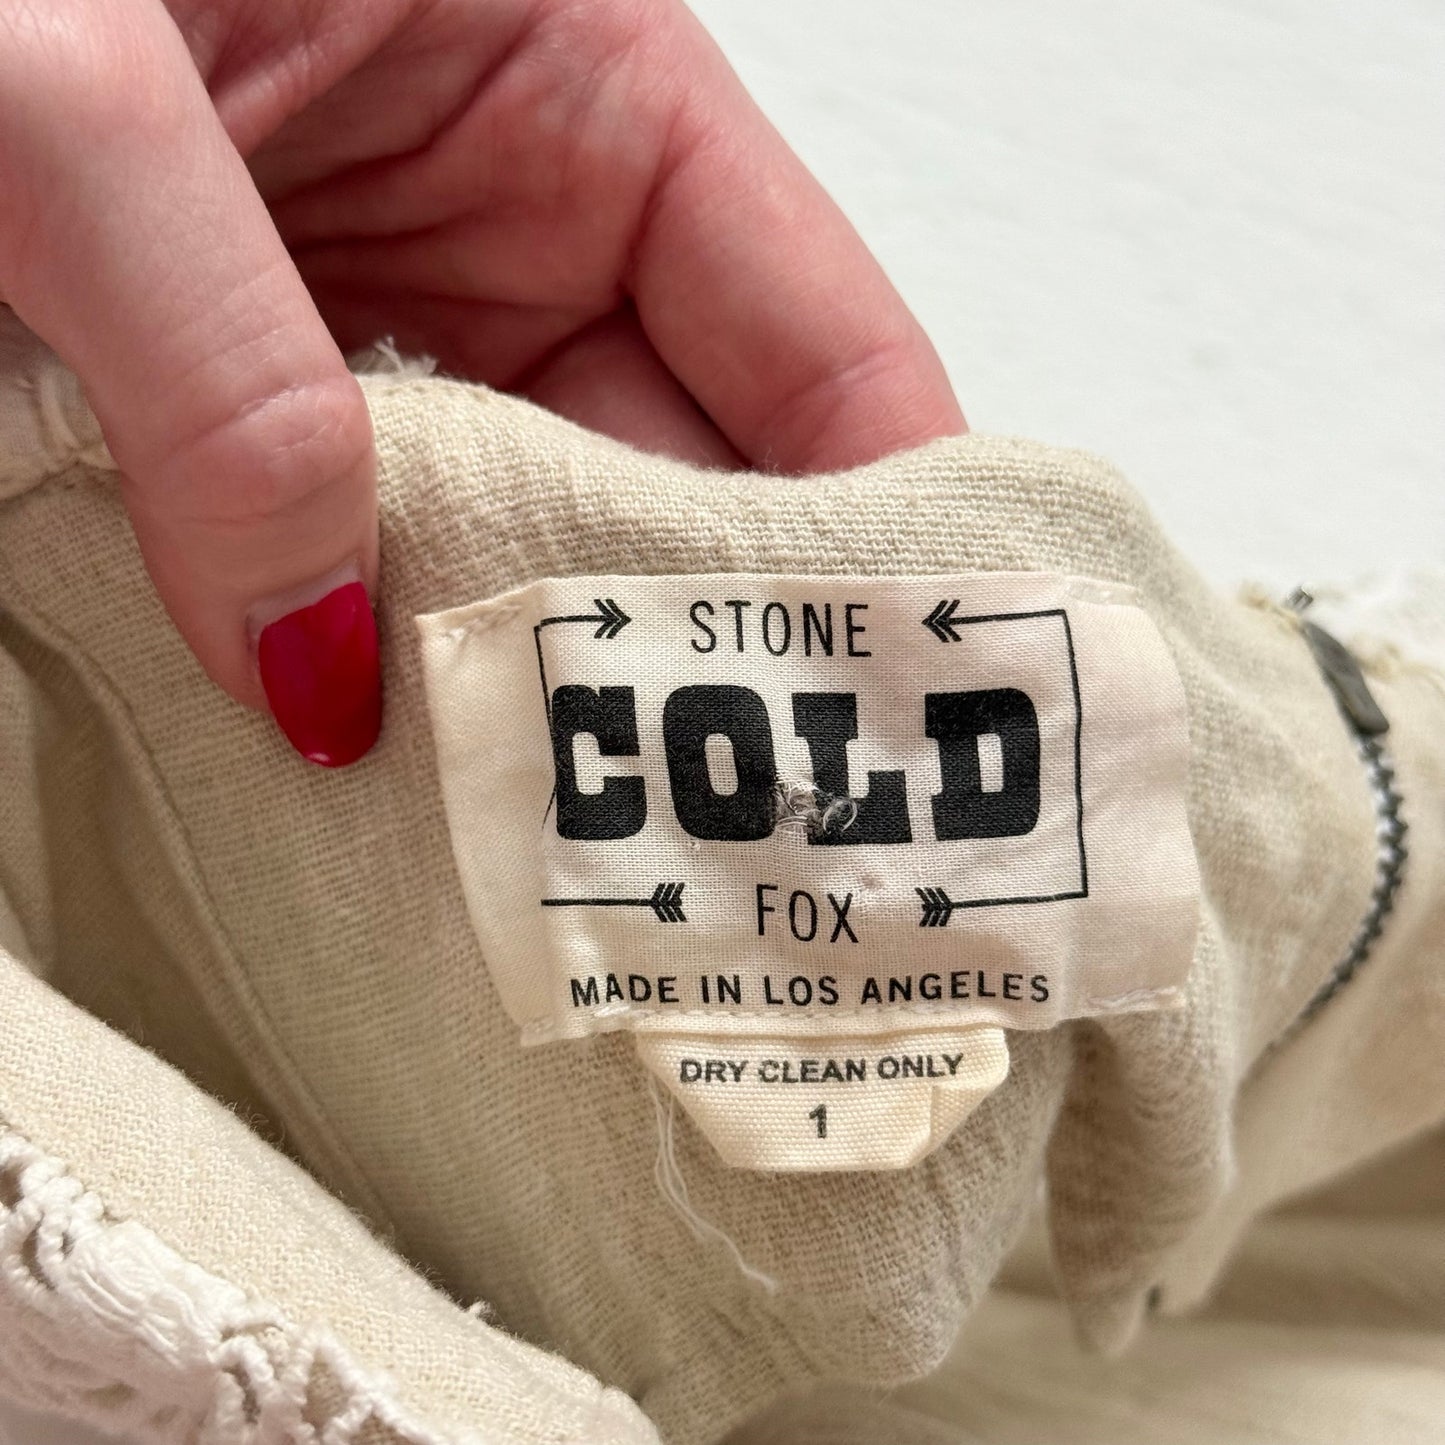 STONE
COLD
FOX
MADE IN LOS ANGELES
DRY CLEAN ONLY
1